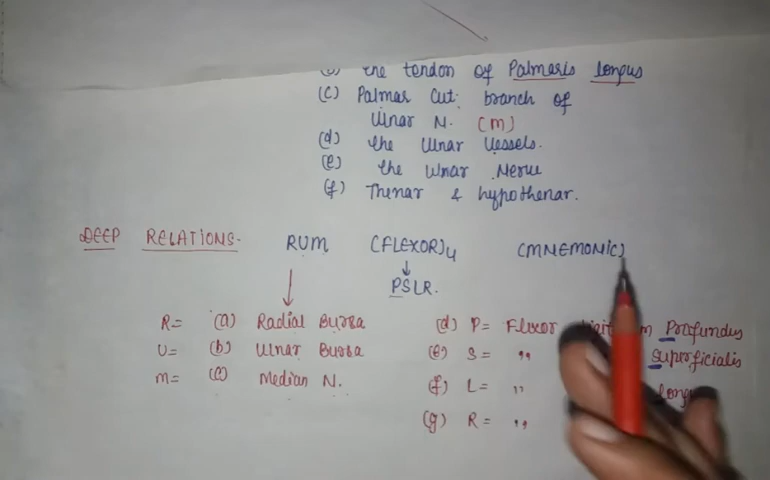 the tendon of Palmaris longus
(c) Palmar cut. branch of
Ulnar N. (M)
(d) the Ulnar Vessels.
(e) the Ulnar Nerve
(f) Thenar & hypothenar.
DEEP RELATIONS. RUM (FLEXOR)4 (MNEMONIC)
PSLR.
R= (a) Radial Bursa (d) P= Flexor Profundus
U= (b) Ulnar Bursa (e) S= ,, Superficialis
M= (c) Median N. (f) L= ,,
(g) R= ,,